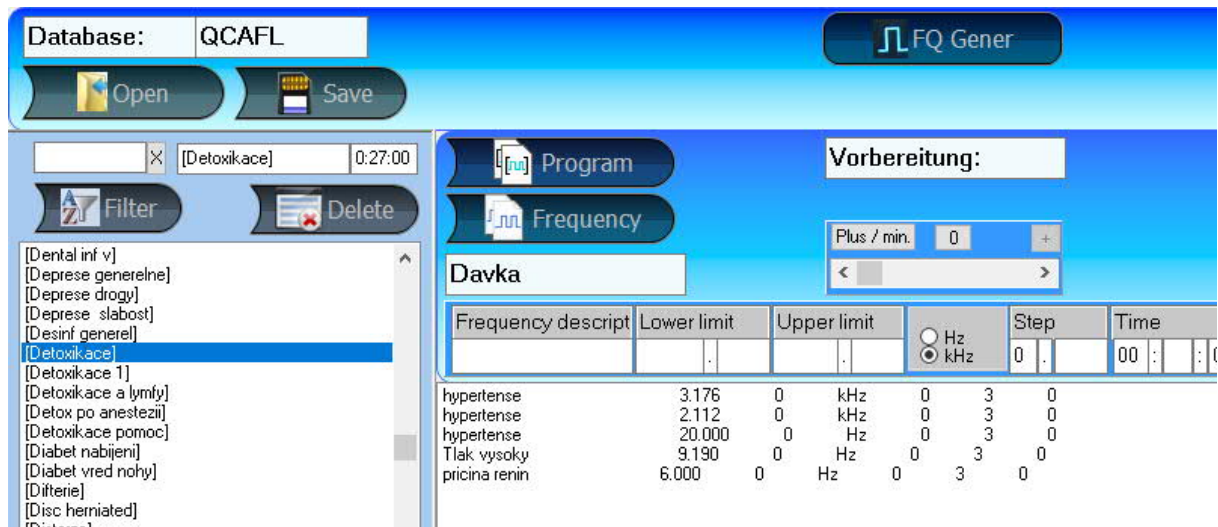 Database: QCAFL
FQ Gener
Open Save
X [Detoxikace] 0:27:00
Filter Delete
[Dental inf v]
[Deprese generelne]
[Deprese drogy]
[Deprese slabost]
[Desinf generel]
[Detoxikace]
[Detoxikace 1]
[Detoxikace a lymfy]
[Detox po anestezii]
[Detoxikace pomoc]
[Diabet nabijeni]
[Diabet vred nohy]
[Difterie]
[Disc herniated]
Program
Vorbereitung:
Frequency
Plus / min. 0 +
Davka
Frequency descript Lower limit Upper limit Hz kHz Step Time
. . 0 . 00 : :
hypertense 3.176 0 kHz 0 3 0
hypertense 2.112 0 kHz 0 3 0
hypertense 20.000 0 Hz 0 3 0
Tlak vysoky 9.190 0 Hz 0 3 0
pricina renin 6.000 0 Hz 0 3 0